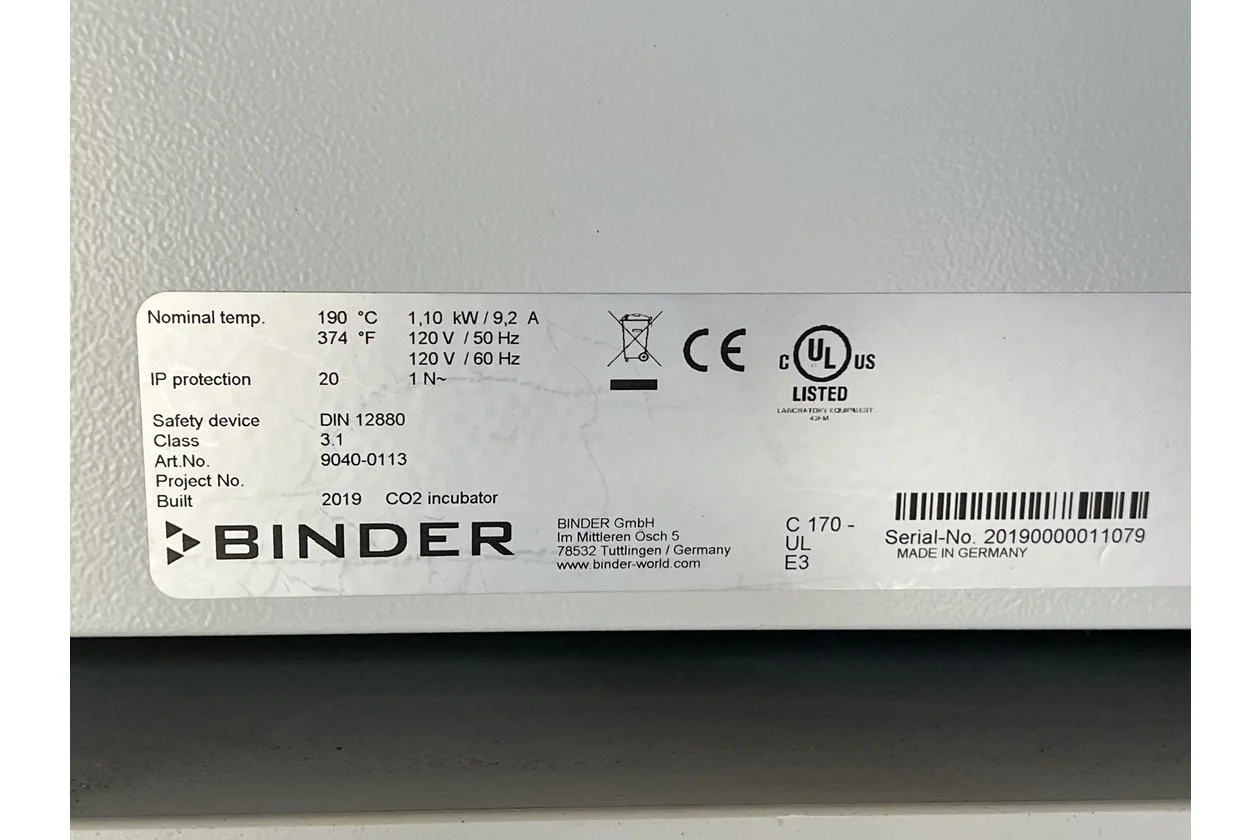 Nominal temp. 190 °C 1,10 kW / 9,2 A
374 °F 120 V / 50 Hz
120 V / 60 Hz
IP protection 20 1 N~
Safety device DIN 12880
Class 3.1
Art.No. 9040-0113
Project No.
Built 2019 CO2 incubator
BINDER
BINDER GmbH
Im Mittleren Ösch 5
78532 Tuttlingen / Germany
www.binder-world.com
CE
C UL US
LISTED
LABORATORY EQUIPMENT
C 170 -
UL
E3
Serial-No. 20190000011079
MADE IN GERMANY